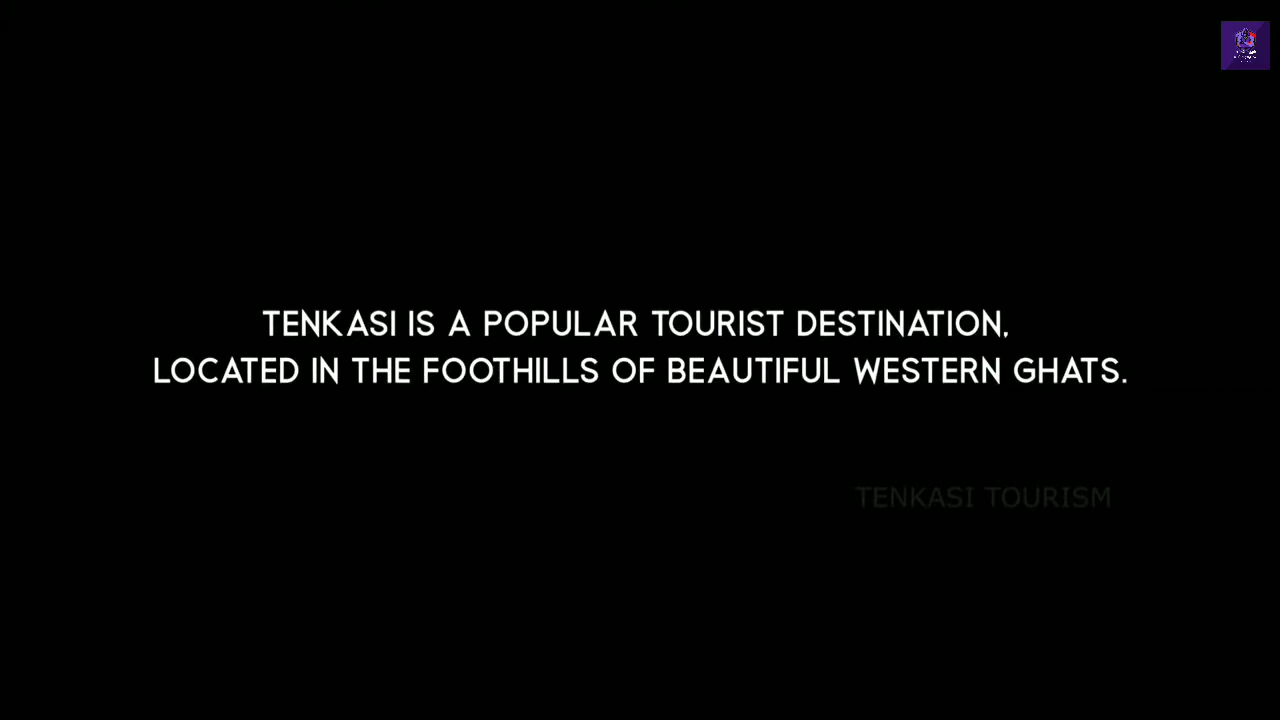 TENKASI IS A POPULAR TOURIST DESTINATION,
LOCATED IN THE FOOTHILLS OF BEAUTIFUL WESTERN GHATS.
TENKASI TOURISM